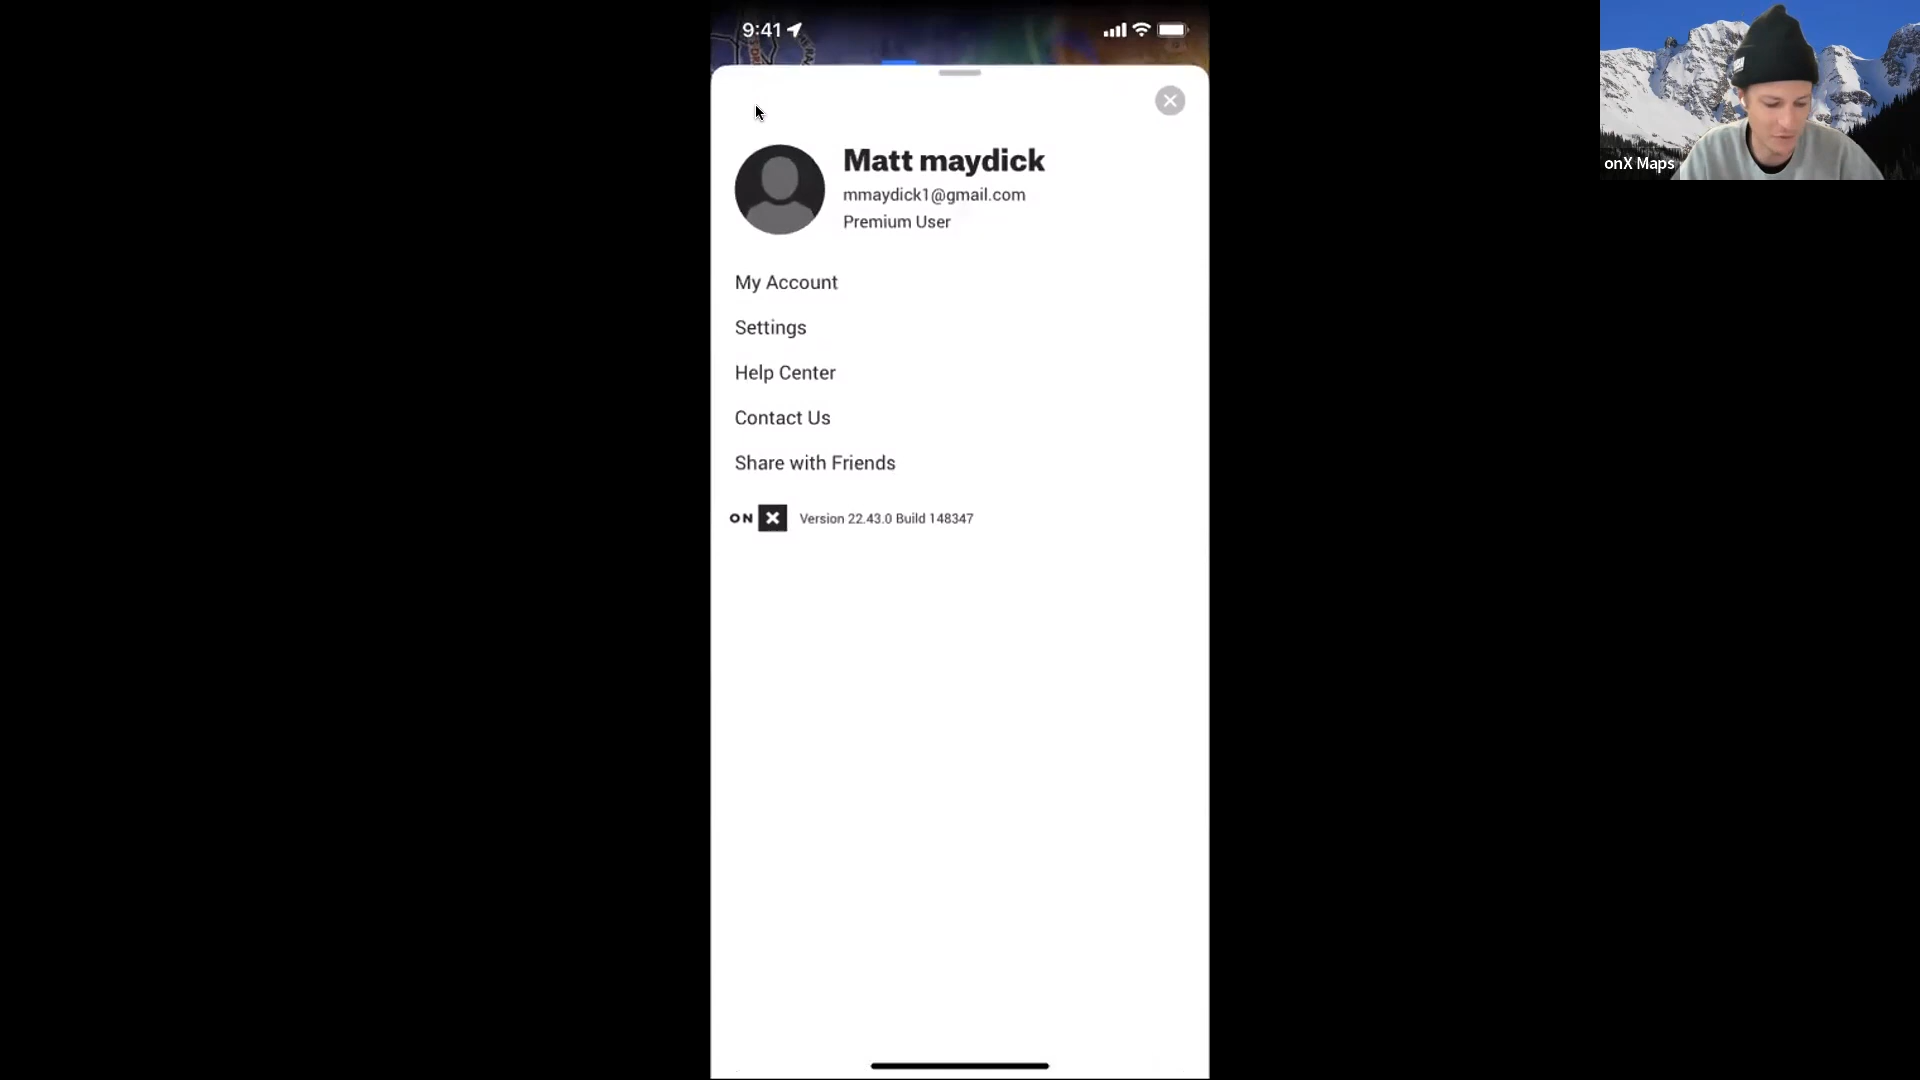 9:41
Matt maydick
mmaydick1@gmail.com
Premium User
My Account
Settings
Help Center
Contact Us
Share with Friends
ON X Version 22.43.0 Build 148347
onX Maps